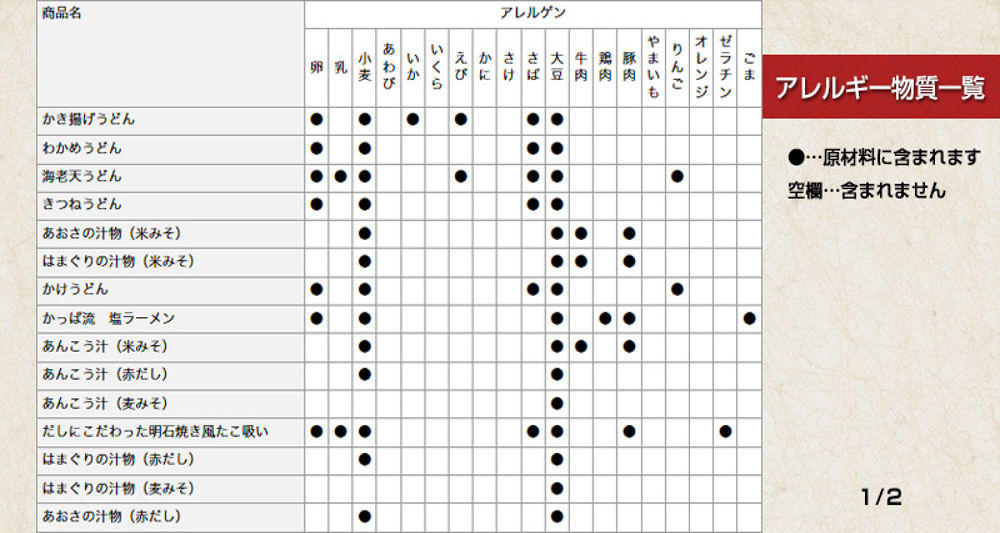 商品名
アレルゲン
卵 乳 小麦 あわび いか いくら えび かに さけ さば 大豆 牛肉 鶏肉 豚肉 やまいも りんご オレンジ ゼラチン ごま
かき揚げうどん ● ● ● ● ● ●
わかめうどん ● ● ● ●
海老天うどん ● ● ● ● ● ● ●
きつねうどん ● ● ● ●
あおさの汁物（米みそ） ● ● ● ●
はまぐりの汁物（米みそ） ● ● ● ●
かけうどん ● ● ● ● ●
かっぱ流　塩ラーメン ● ● ● ● ● ●
あんこう汁（米みそ） ● ● ● ●
あんこう汁（赤だし） ● ●
あんこう汁（麦みそ） ●
だしにこだわった明石焼き風たこ吸い ● ● ● ● ● ● ●
はまぐりの汁物（赤だし） ● ●
はまぐりの汁物（麦みそ） ●
あおさの汁物（赤だし） ● ●
アレルギー物質一覧
●…原材料に含まれます
空欄…含まれません
1/2